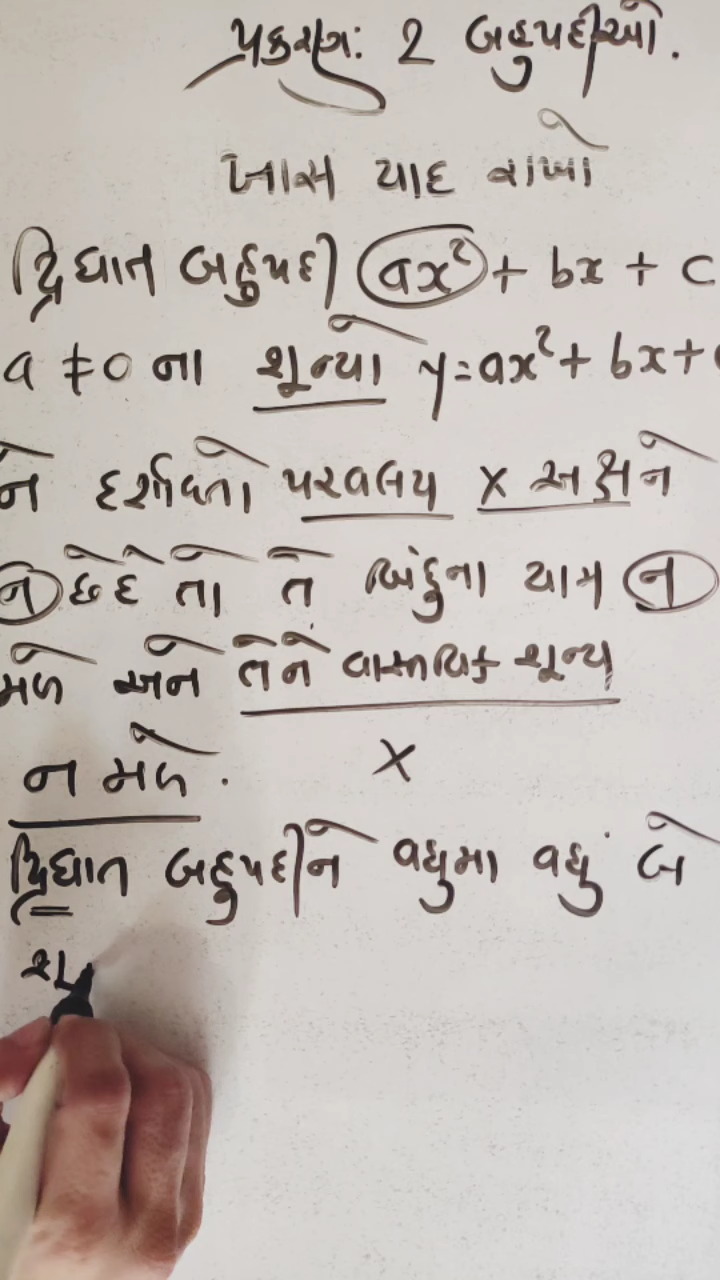 પ્રકરણ: 2 બહુપદીઓ.
ખાસ યાદ રાખો
દ્વિઘાત બહુપદી ax² + bx + c
a ≠ 0 ના શૂન્યો y = ax² + bx +
ને દર્શાવતો પરવલય x અક્ષને
ન છેદે તો તે બિંદુના યામ ન
મળે અને તેને વાસ્તવિક શૂન્ય
ન મળે. X
દ્વિઘાત બહુપદીને વધુમા વધું બે